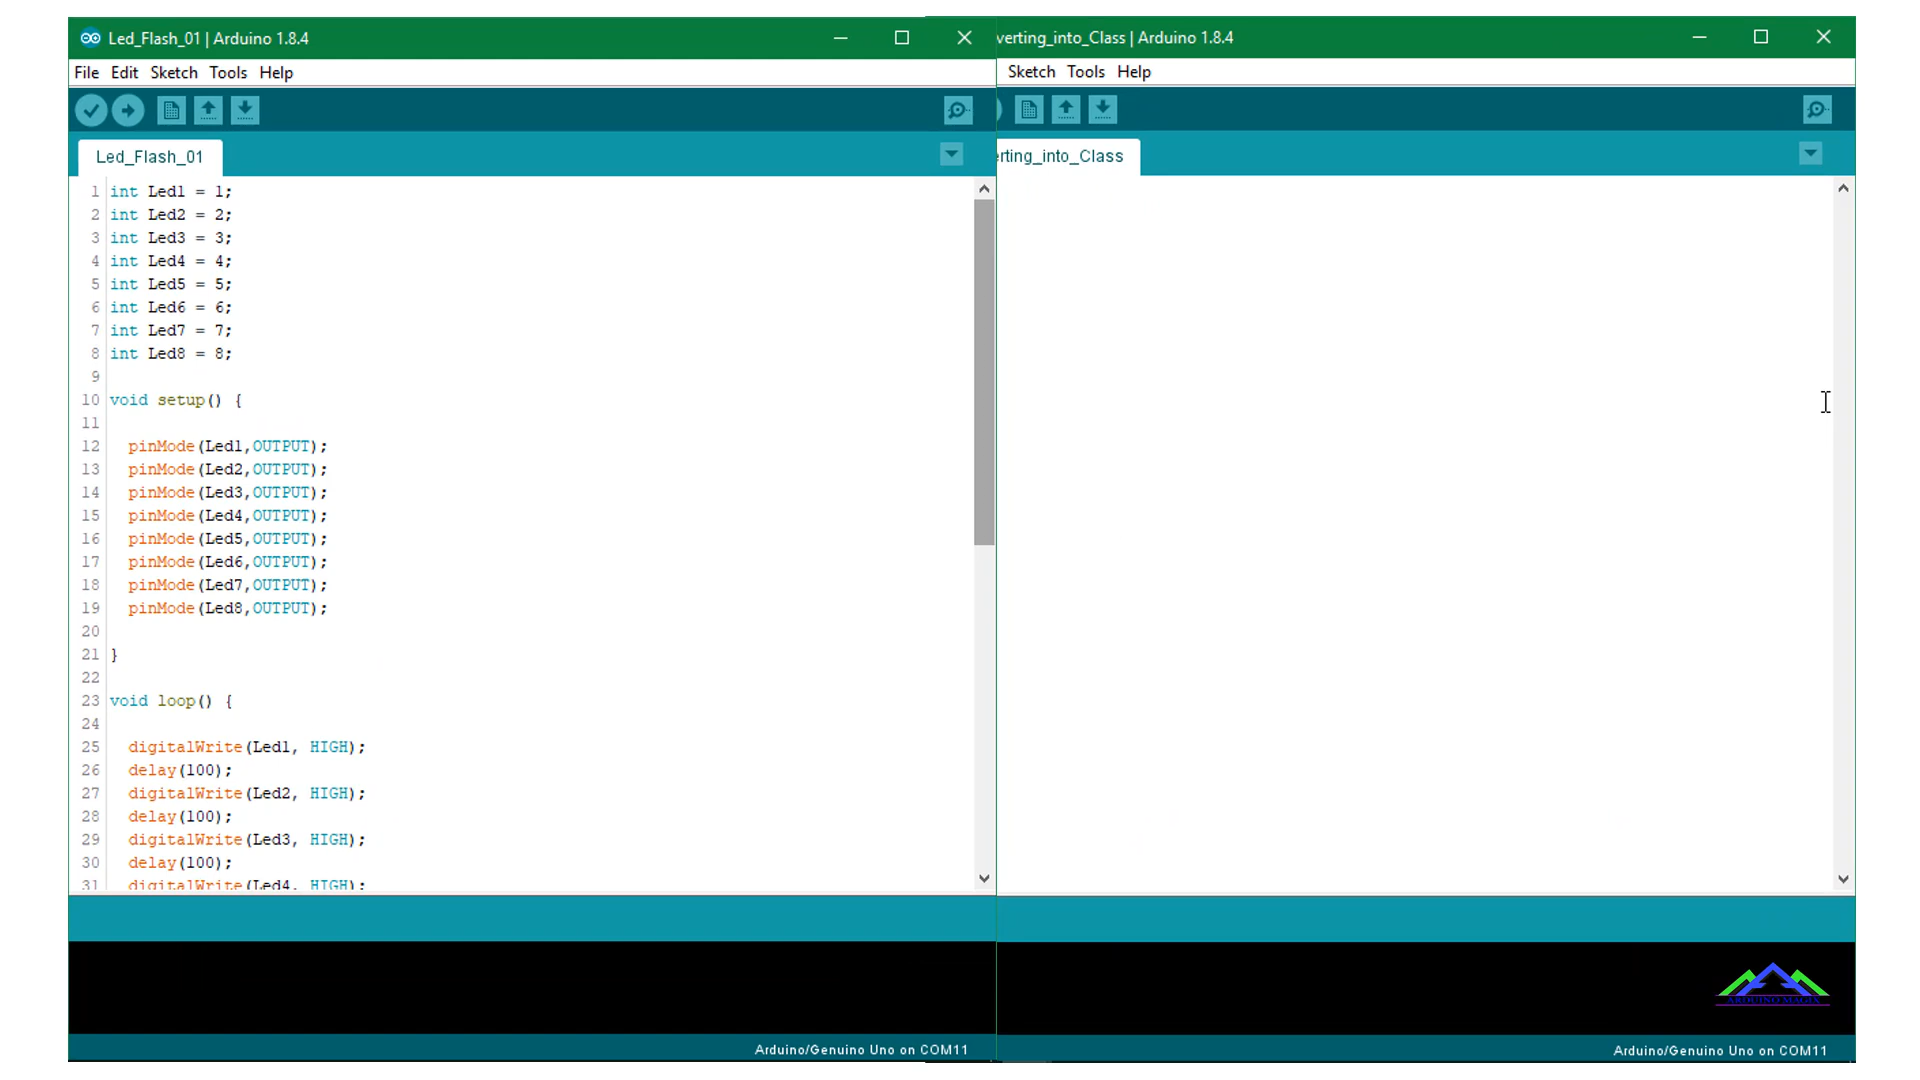 Led_Flash_01 | Arduino 1.8.4
File Edit Sketch Tools Help
Led_Flash_01
1 int Led1 = 1;
2 int Led2 = 2;
3 int Led3 = 3;
4 int Led4 = 4;
5 int Led5 = 5;
6 int Led6 = 6;
7 int Led7 = 7;
8 int Led8 = 8;
9
10 void setup() {
11
12 pinMode(Led1,OUTPUT);
13 pinMode(Led2,OUTPUT);
14 pinMode(Led3,OUTPUT);
15 pinMode(Led4,OUTPUT);
16 pinMode(Led5,OUTPUT);
17 pinMode(Led6,OUTPUT);
18 pinMode(Led7,OUTPUT);
19 pinMode(Led8,OUTPUT);
20
21 }
22
23 void loop() {
24
25 digitalWrite(Led1, HIGH);
26 delay(100);
27 digitalWrite(Led2, HIGH);
28 delay(100);
29 digitalWrite(Led3, HIGH);
30 delay(100);
31 digitalWrite(Led4, HIGH);
Arduino/Genuino Uno on COM11
verting_into_Class | Arduino 1.8.4
Sketch Tools Help
rting_into_Class
ARDUINO MAGIX
Arduino/Genuino Uno on COM11